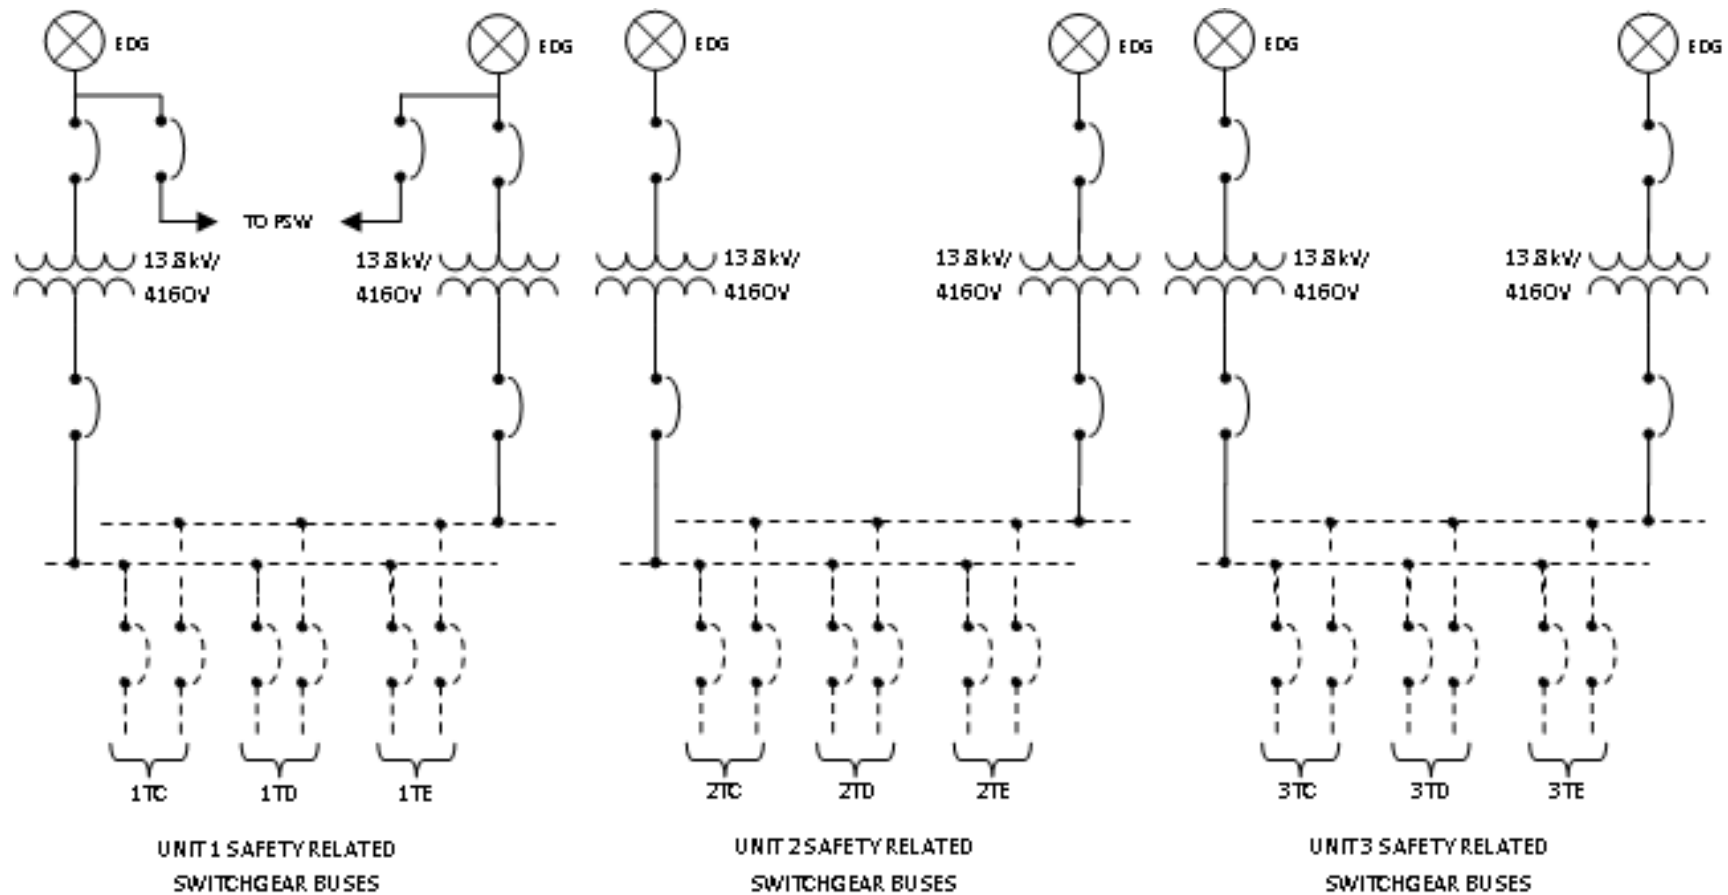 EDG
EDG
EDG
EDG
EDG
EDG
TO PSW
13.8kV/
4160V
13.8kV/
4160V
13.8kV/
4160V
13.8kV/
4160V
13.8kV/
4160V
13.8kV/
4160V
1TC
1TD
1TE
2TC
2TD
2TE
3TC
3TD
3TE
UNIT 1 SAFETY RELATED
SWITCHGEAR BUSES
UNIT 2 SAFETY RELATED
SWITCHGEAR BUSES
UNIT 3 SAFETY RELATED
SWITCHGEAR BUSES